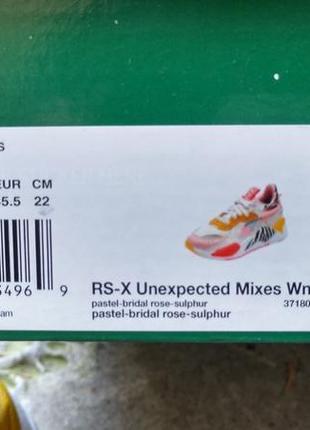 EUR CM
5.5 22
496 9
RS-X Unexpected Mixes Wn
pastel-bridal rose-sulphur
37180
pastel-bridal rose-sulphur